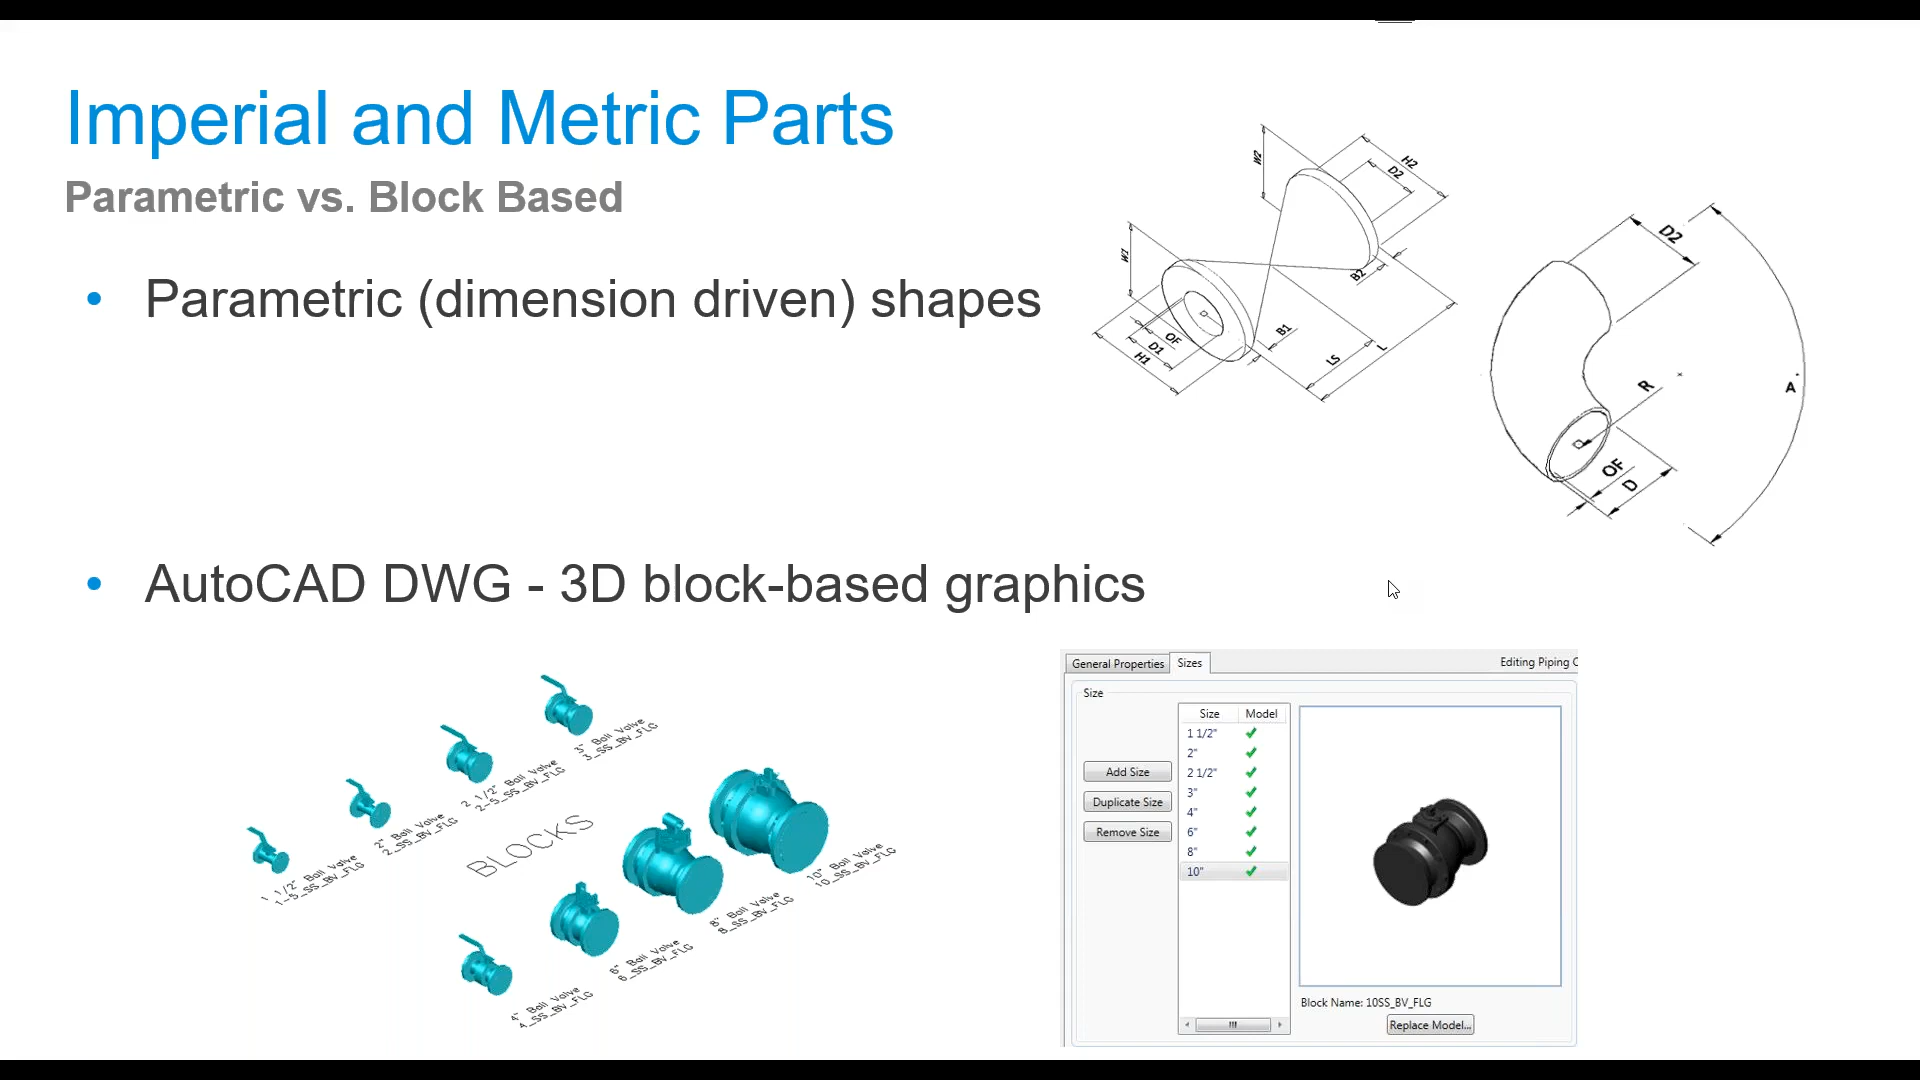 Imperial and Metric Parts
Parametric vs. Block Based
• Parametric (dimension driven) shapes
W2
H2
D2
W1
B2
OF
D1
H1
B1
LS
L
D2
R
A
OF
D
• AutoCAD DWG - 3D block-based graphics
3" Ball Valve
3_SS_BV_FLG
2 1/2" Ball Valve
2-5_SS_BV_FLG
2" Ball Valve
2_SS_BV_FLG
1 1/2" Ball Valve
1-5_SS_BV_FLG
BLOCKS
10" Ball Valve
10_SS_BV_FLG
8" Ball Valve
8_SS_BV_FLG
6" Ball Valve
6_SS_BV_FLG
4" Ball Valve
4_SS_BV_FLG
General Properties Sizes Editing Piping C
Size
Size Model
1 1/2"
2"
2 1/2"
3"
4"
6"
8"
10"
Add Size
Duplicate Size
Remove Size
Block Name: 10SS_BV_FLG
Replace Model...